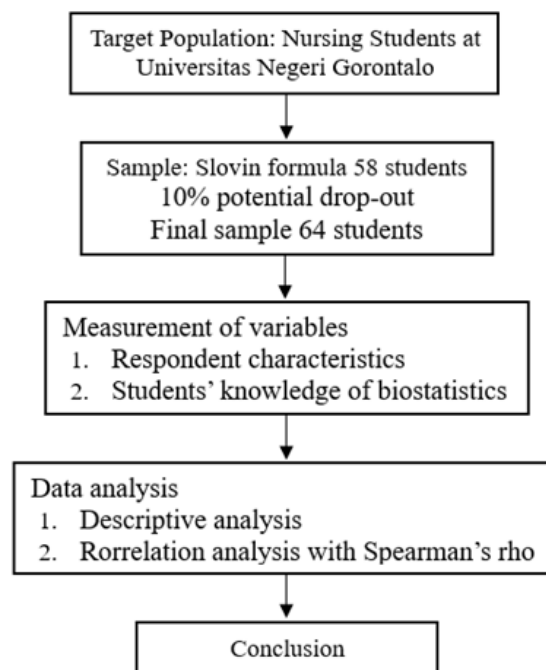 Target Population: Nursing Students at
Universitas Negeri Gorontalo
Sample: Slovin formula 58 students
10% potential drop-out
Final sample 64 students
Measurement of variables
1. Respondent characteristics
2. Students’ knowledge of biostatistics
Data analysis
1. Descriptive analysis
2. Rorrelation analysis with Spearman’s rho
Conclusion